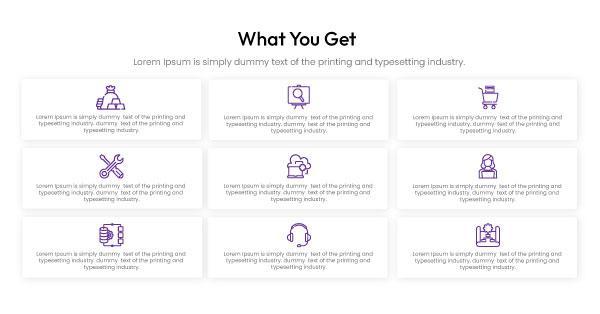 What You Get
Lorem Ipsum is simply dummy text of the printing and typesetting industry.
Lorem Ipsum is simply dummy text of the printing and
typesetting industry. dummy text of the printing and
typesetting industry.
Lorem Ipsum is simply dummy text of the printing and
typesetting industry. dummy text of the printing and
typesetting industry.
Lorem Ipsum is simply dummy text of the printing and
typesetting industry. dummy text of the printing and
typesetting industry.
Lorem Ipsum is simply dummy text of the printing and
typesetting industry. dummy text of the printing and
typesetting industry.
Lorem Ipsum is simply dummy text of the printing and
typesetting industry. dummy text of the printing and
typesetting industry.
Lorem Ipsum is simply dummy text of the printing and
typesetting industry. dummy text of the printing and
typesetting industry.
Lorem Ipsum is simply dummy text of the printing and
typesetting industry. dummy text of the printing and
typesetting industry.
Lorem Ipsum is simply dummy text of the printing and
typesetting industry. dummy text of the printing and
typesetting industry.
Lorem Ipsum is simply dummy text of the printing and
typesetting industry. dummy text of the printing and
typesetting industry.